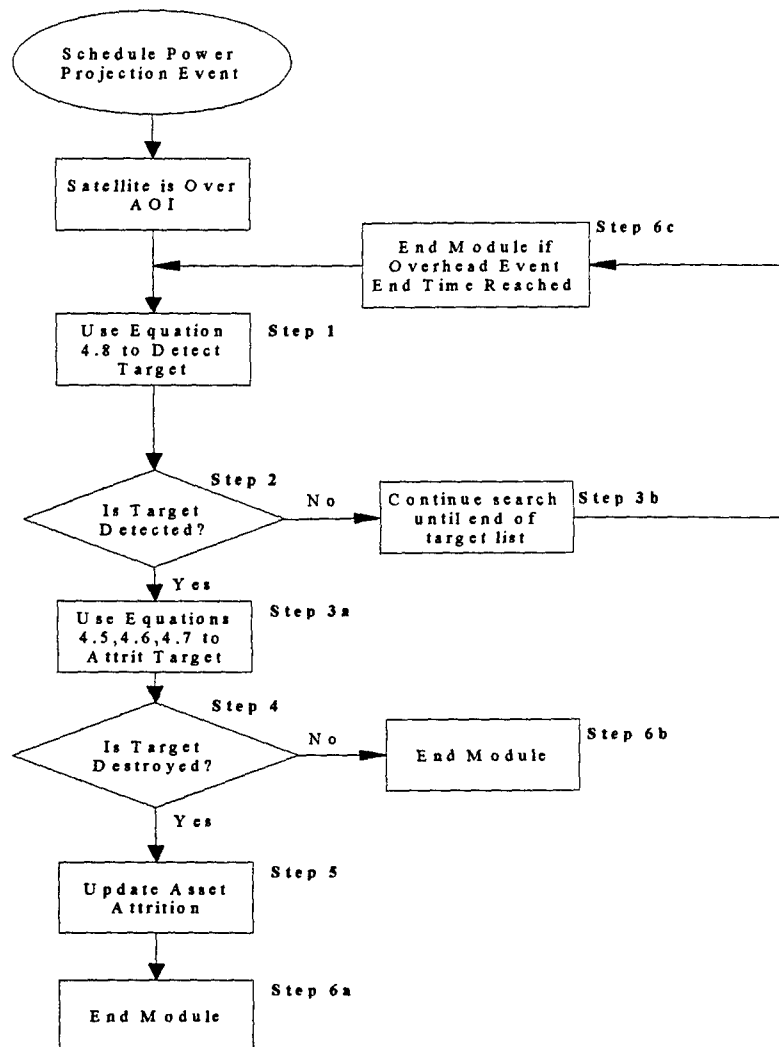 Schedule Power
Projection Event
Satellite is Over
AOI
Step 6c
End Module if
Overhead Event
End Time Reached
Use Equation
4.8 to Detect
Target
Step 1
Step 2
Is Target
Detected?
No
Continue search
until end of
target list
Step 3b
Yes
Use Equations
4.5,4.6,4.7 to
Attrit Target
Step 3a
Step 4
Is Target
Destroyed?
No
End Module
Step 6b
Yes
Update Asset
Attrition
Step 5
End Module
Step 6a